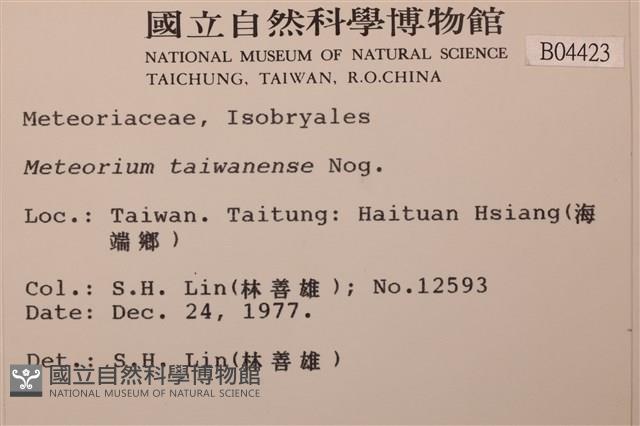 國立自然科學博物館
NATIONAL MUSEUM OF NATURAL SCIENCE
TAICHUNG, TAIWAN, R.O.CHINA
B04423
Meteoriaceae, Isobryales
Meteorium taiwanense Nog.
Loc.: Taiwan. Taitung: Haituan Hsiang(海
端鄉)
Col.: S.H. Lin(林善雄); No.12593
Date: Dec. 24, 1977.
Det.: S.H. Lin(林善雄)
國立自然科學博物館
NATIONAL MUSEUM OF NATURAL SCIENCE